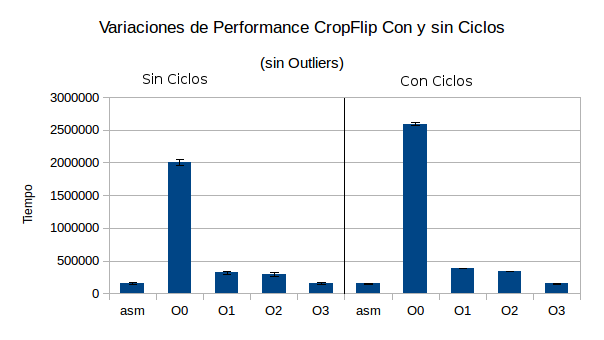 Variaciones de Performance CropFlip Con y sin Ciclos
(sin Outliers)
Sin Ciclos
Con Ciclos
3000000
2500000
2000000
1500000
1000000
500000
0
Tiempo
asm O0 O1 O2 O3 asm O0 O1 O2 O3